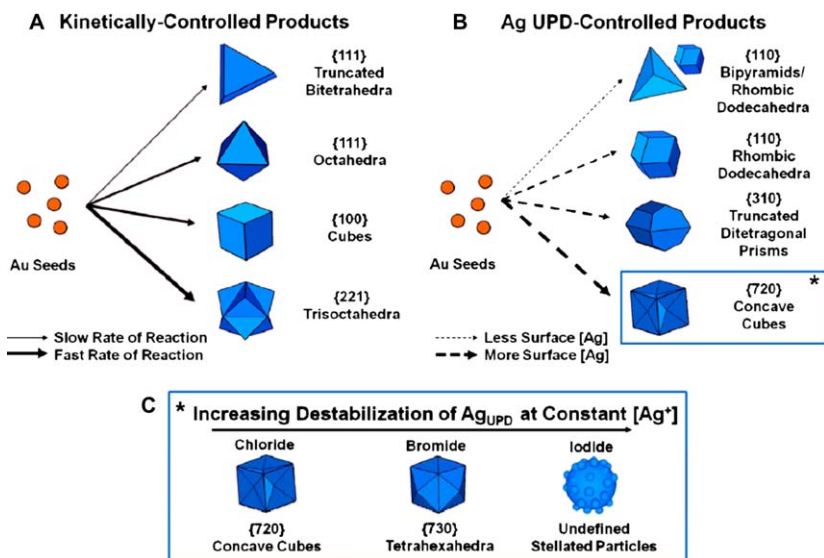 A Kinetically-Controlled Products
{111}
Truncated
Bitetrahedra
{111}
Octahedra
{100}
Cubes
{221}
Trisoctahedra
Au Seeds
Slow Rate of Reaction
Fast Rate of Reaction
B Ag UPD-Controlled Products
{110}
Bipyramids/
Rhombic
Dodecahedra
{110}
Rhombic
Dodecahedra
{310}
Truncated
Ditetragonal
Prisms
{720}
Concave
Cubes
*
Au Seeds
Less Surface [Ag]
More Surface [Ag]
C * Increasing Destabilization of AgUPD at Constant [Ag+]
Chloride Bromide Iodide
{720} {730} Undefined
Concave Cubes Tetrahexahedra Stellated Particles